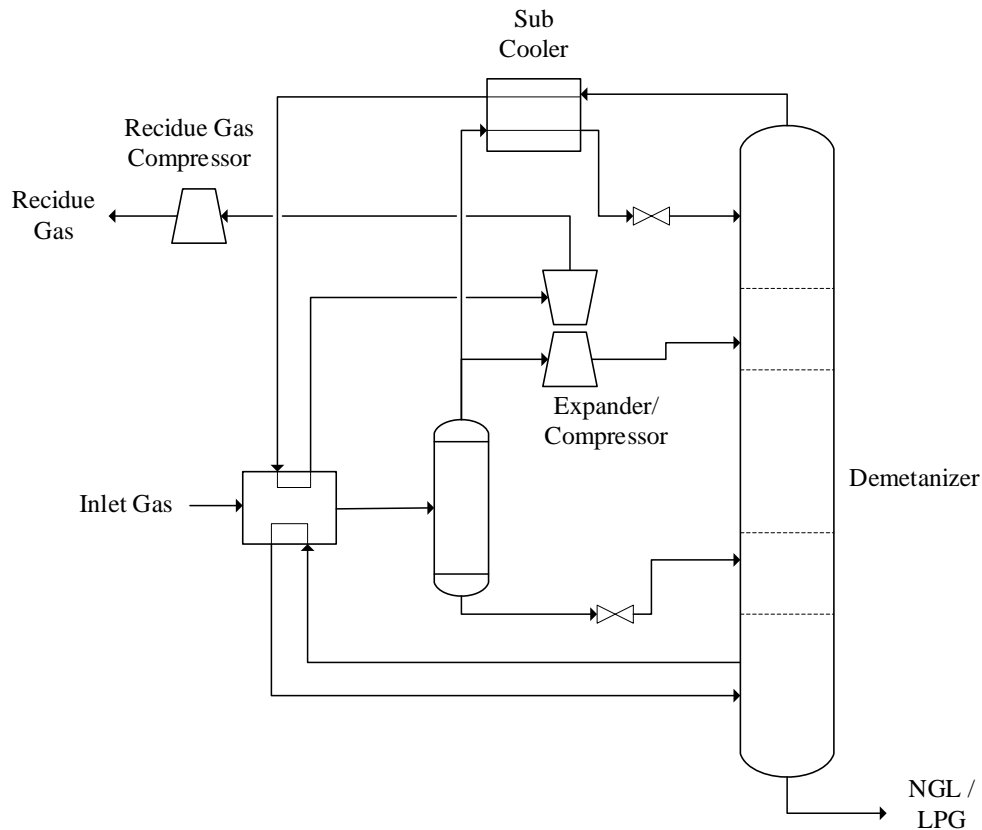 Sub
Cooler
Recidue Gas
Compressor
Recidue
Gas
Expander/
Compressor
Demetanizer
Inlet Gas
NGL /
LPG